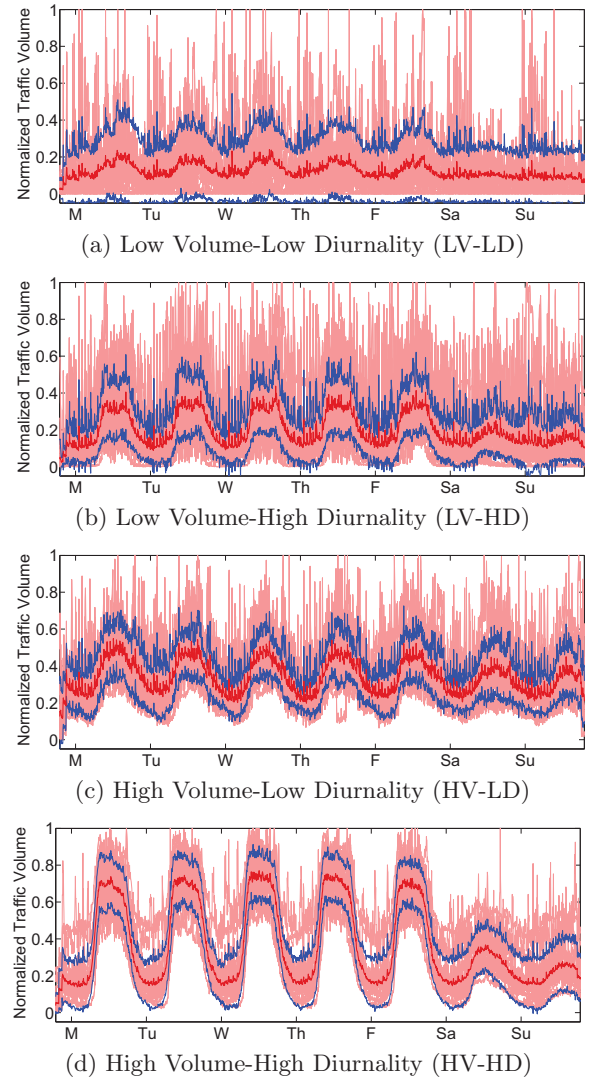 Normalized Traffic Volume
1
0.8
0.6
0.4
0.2
0
M Tu W Th F Sa Su
(a) Low Volume-Low Diurnality (LV-LD)
Normalized Traffic Volume
1
0.8
0.6
0.4
0.2
0
M Tu W Th F Sa Su
(b) Low Volume-High Diurnality (LV-HD)
Normalized Traffic Volume
1
0.8
0.6
0.4
0.2
0
M Tu W Th F Sa Su
(c) High Volume-Low Diurnality (HV-LD)
Normalized Traffic Volume
1
0.8
0.6
0.4
0.2
0
M Tu W Th F Sa Su
(d) High Volume-High Diurnality (HV-HD)